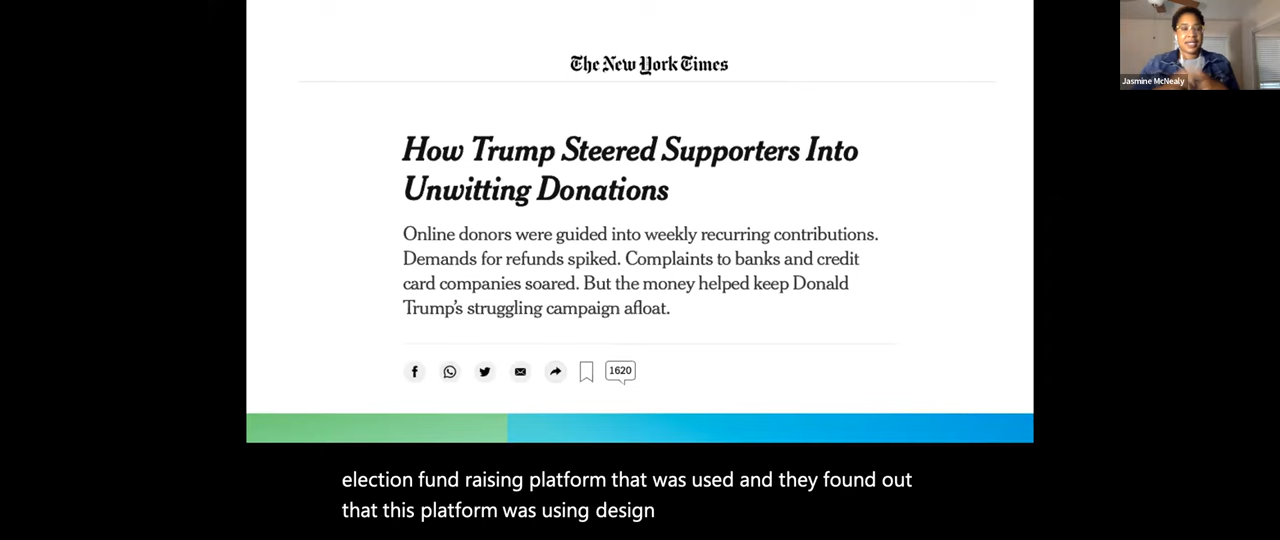 The New York Times
Jasmine McNealy
How Trump Steered Supporters Into
Unwitting Donations
Online donors were guided into weekly recurring contributions.
Demands for refunds spiked. Complaints to banks and credit
card companies soared. But the money helped keep Donald
Trump's struggling campaign afloat.
1620
election fund raising platform that was used and they found out
that this platform was using design